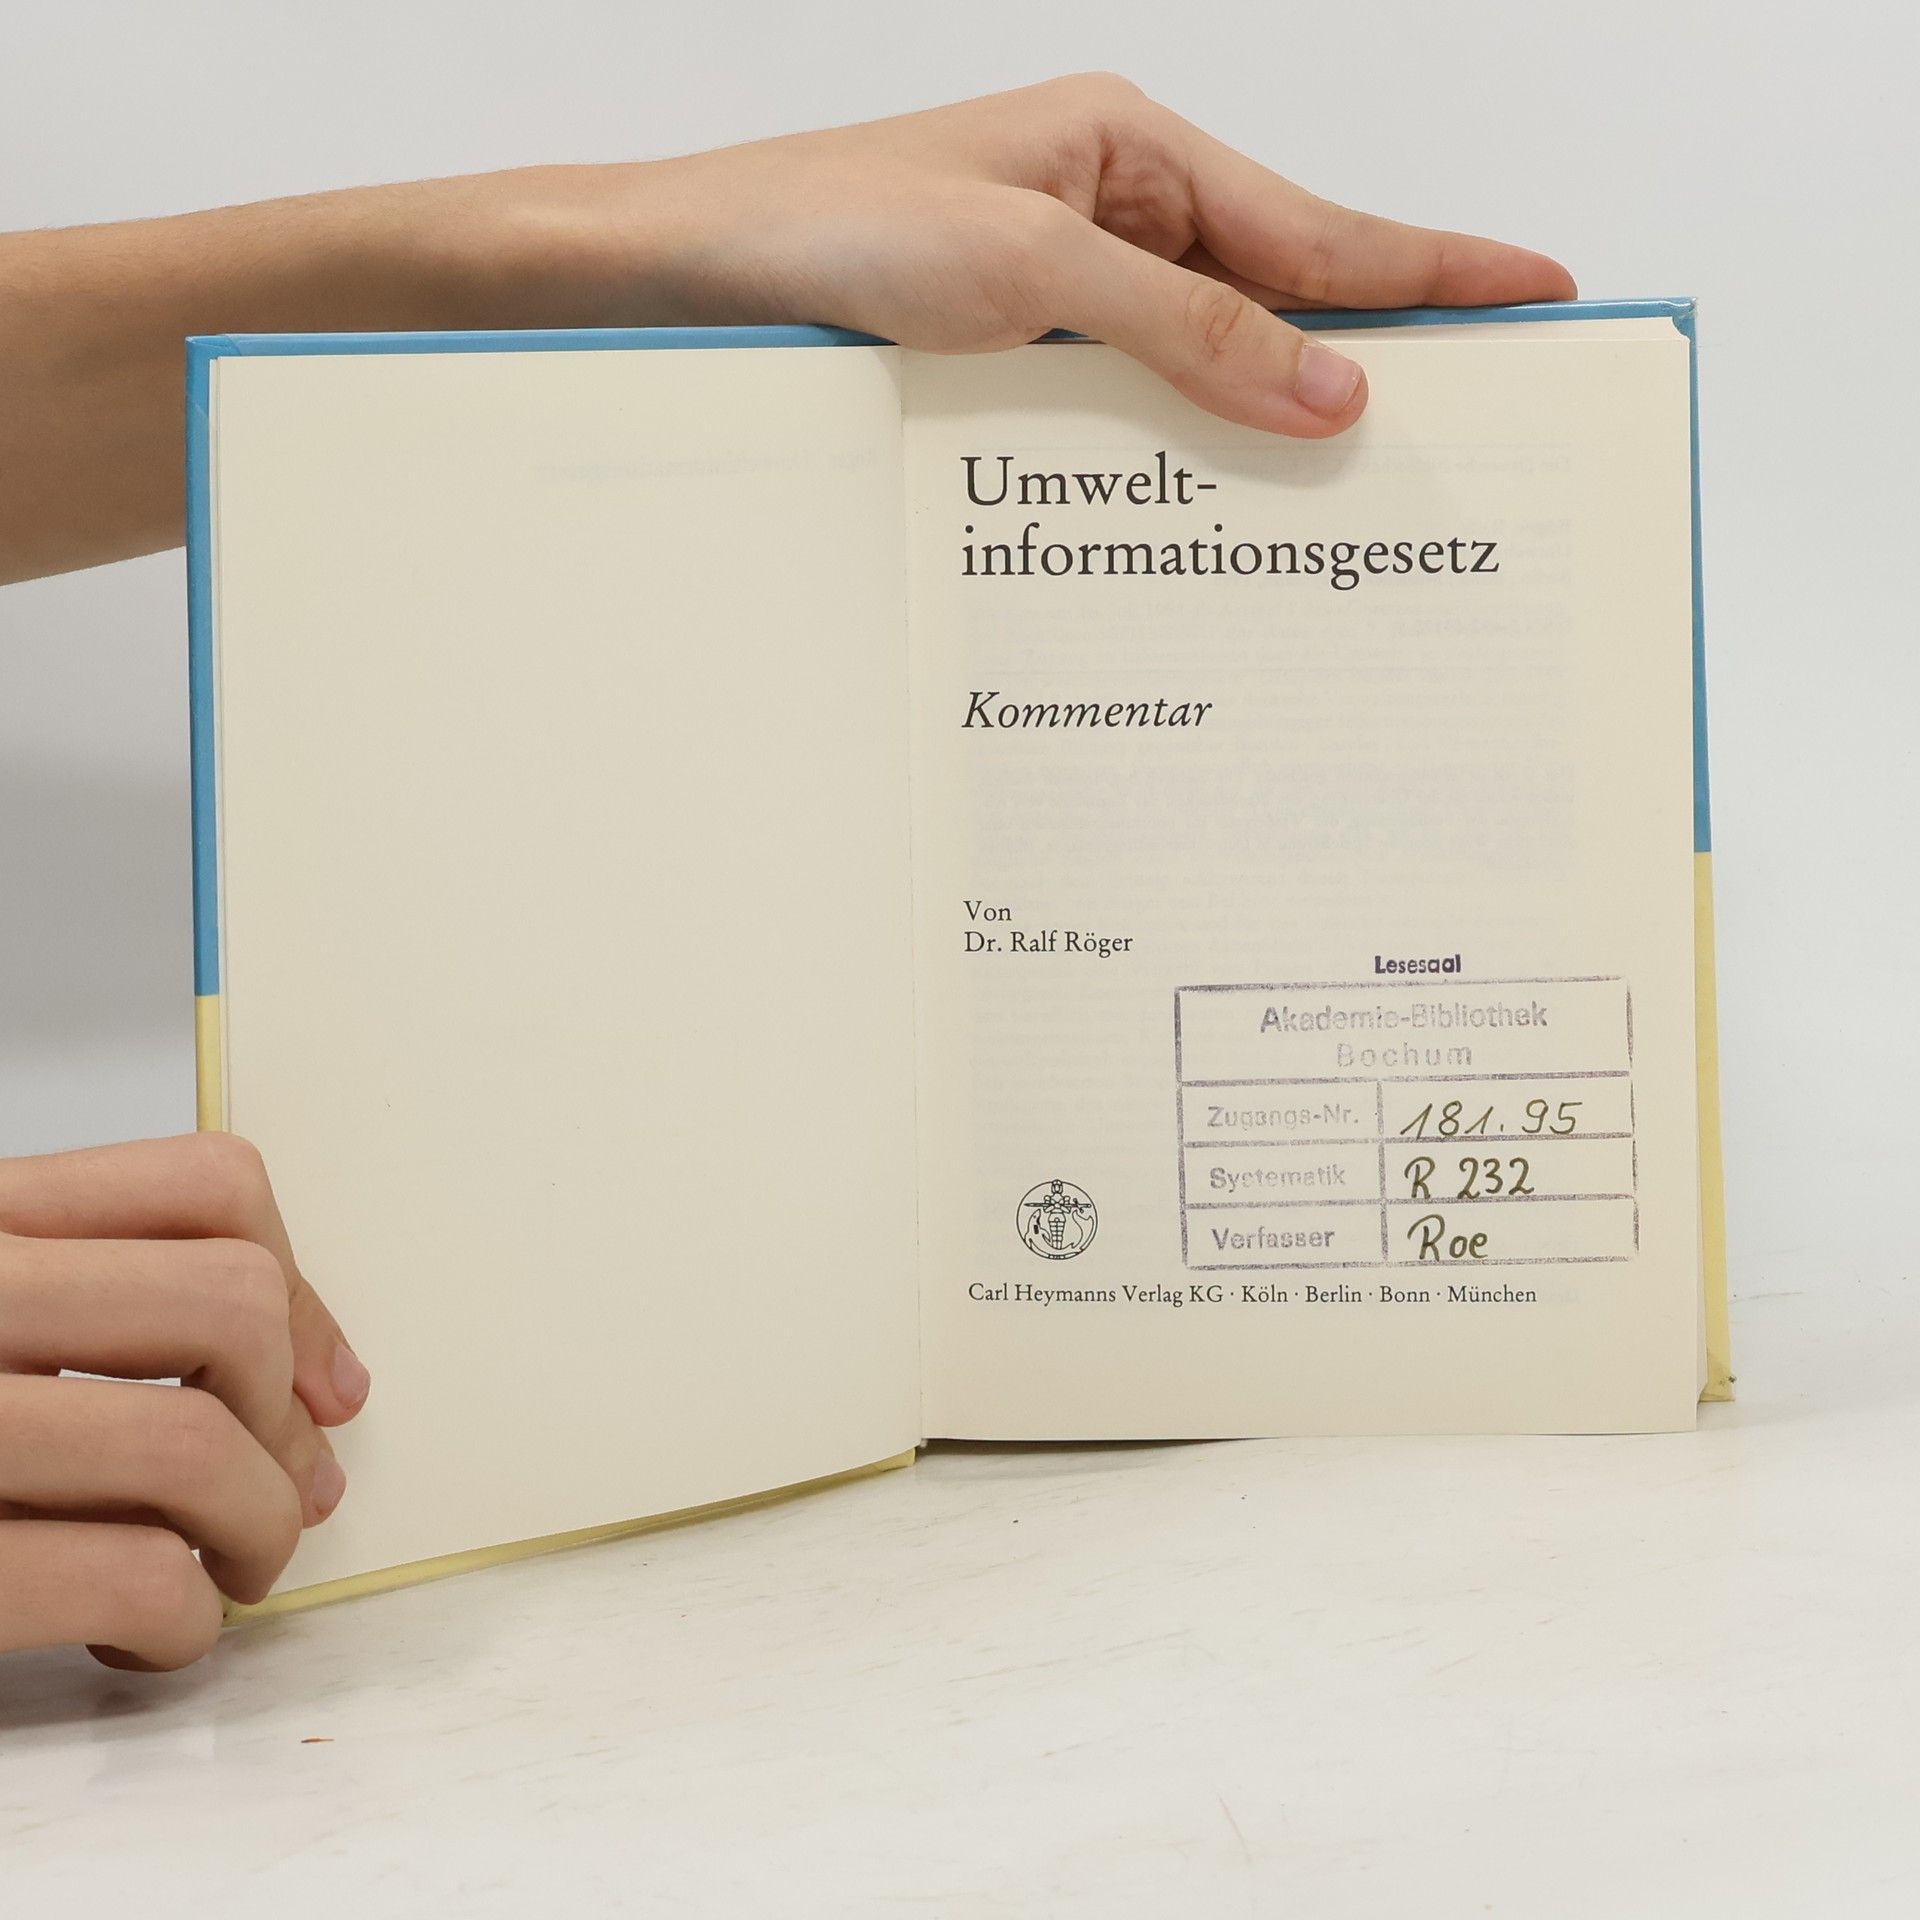 Umwelt-
informationsgesetz
Kommentar
Von
Dr. Ralf Röger
Lesesaal
Akademie-Bibliothek
Bochum
Zugangs-Nr. 181.95
Systematik R 232
Verfasser Roe
Carl Heymanns Verlag KG · Köln · Berlin · Bonn · München